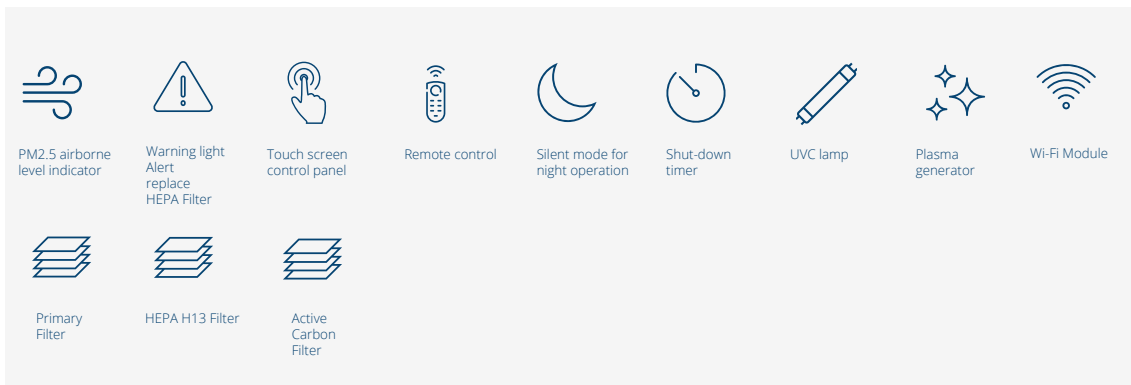 PM2.5 airborne
level indicator
Warning light
Alert
replace
HEPA Filter
Touch screen
control panel
Remote control
Silent mode for
night operation
Shut-down
timer
UVC lamp
Plasma
generator
Wi-Fi Module
Primary
Filter
HEPA H13 Filter
Active
Carbon
Filter